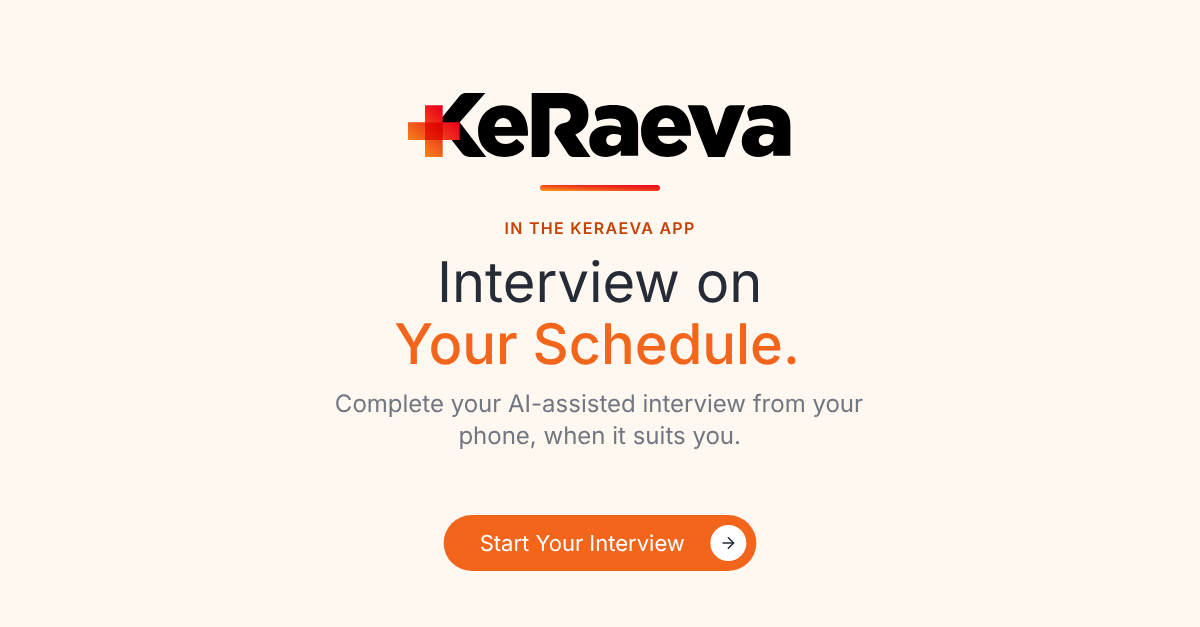 KeRaeva
IN THE KERAEVA APP
Interview on
Your Schedule.
Complete your AI-assisted interview from your
phone, when it suits you.
Start Your Interview